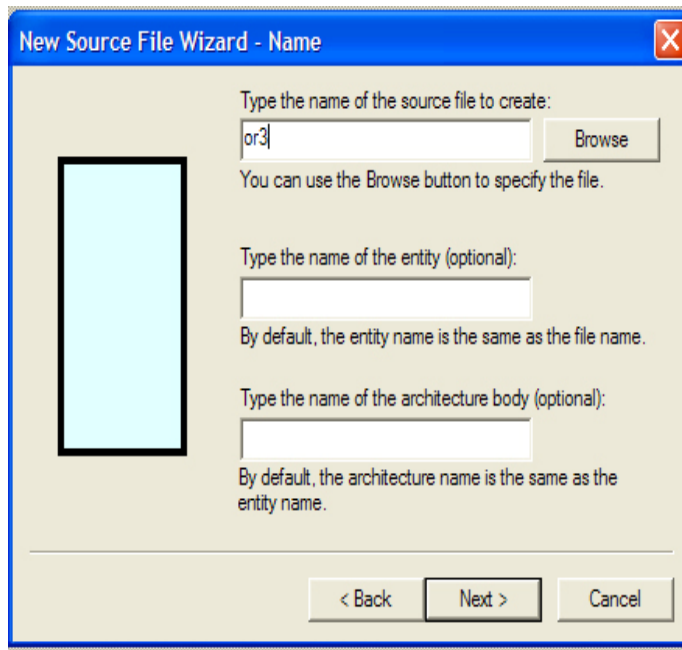 New Source File Wizard - Name
Type the name of the source file to create:
or3
Browse
You can use the Browse button to specify the file.
Type the name of the entity (optional):
By default, the entity name is the same as the file name.
Type the name of the architecture body (optional):
By default, the architecture name is the same as the
entity name.
< Back
Next >
Cancel